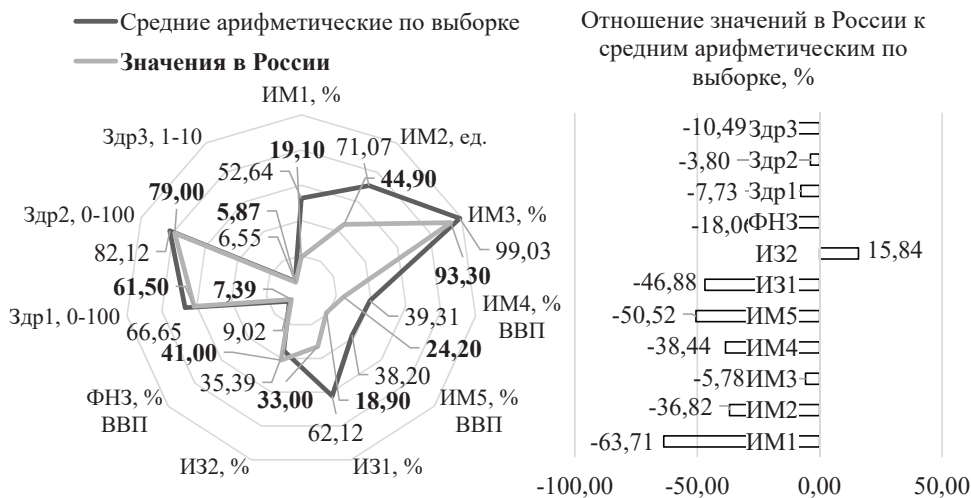 Средние арифметические по выборке
Значения в России
ИМ1, %
ИМ2, ед.
ИМ3, %
ИМ4, %
ВВП
ИМ5, %
ВВП
ИЗ1, %
ИЗ2, %
ФНЗ, %
ВВП
Здр1, 0-100
Здр2, 0-100
Здр3, 1-10
19,10
52,64
71,07
44,90
99,03
93,30
39,31
24,20
38,20
18,90
62,12
33,00
35,39
41,00
9,02
7,39
66,65
61,50
82,12
79,00
6,55
5,87
Отношение значений в России к
средним арифметическим по
выборке, %
-10,49 Здр3
-3,80 Здр2
-7,73 Здр1
-18,06 ФНЗ
ИЗ2 15,84
-46,88 ИЗ1
-50,52 ИМ5
-38,44 ИМ4
-5,78 ИМ3
-36,82 ИМ2
-63,71 ИМ1
-100,00 -50,00 0,00 50,00